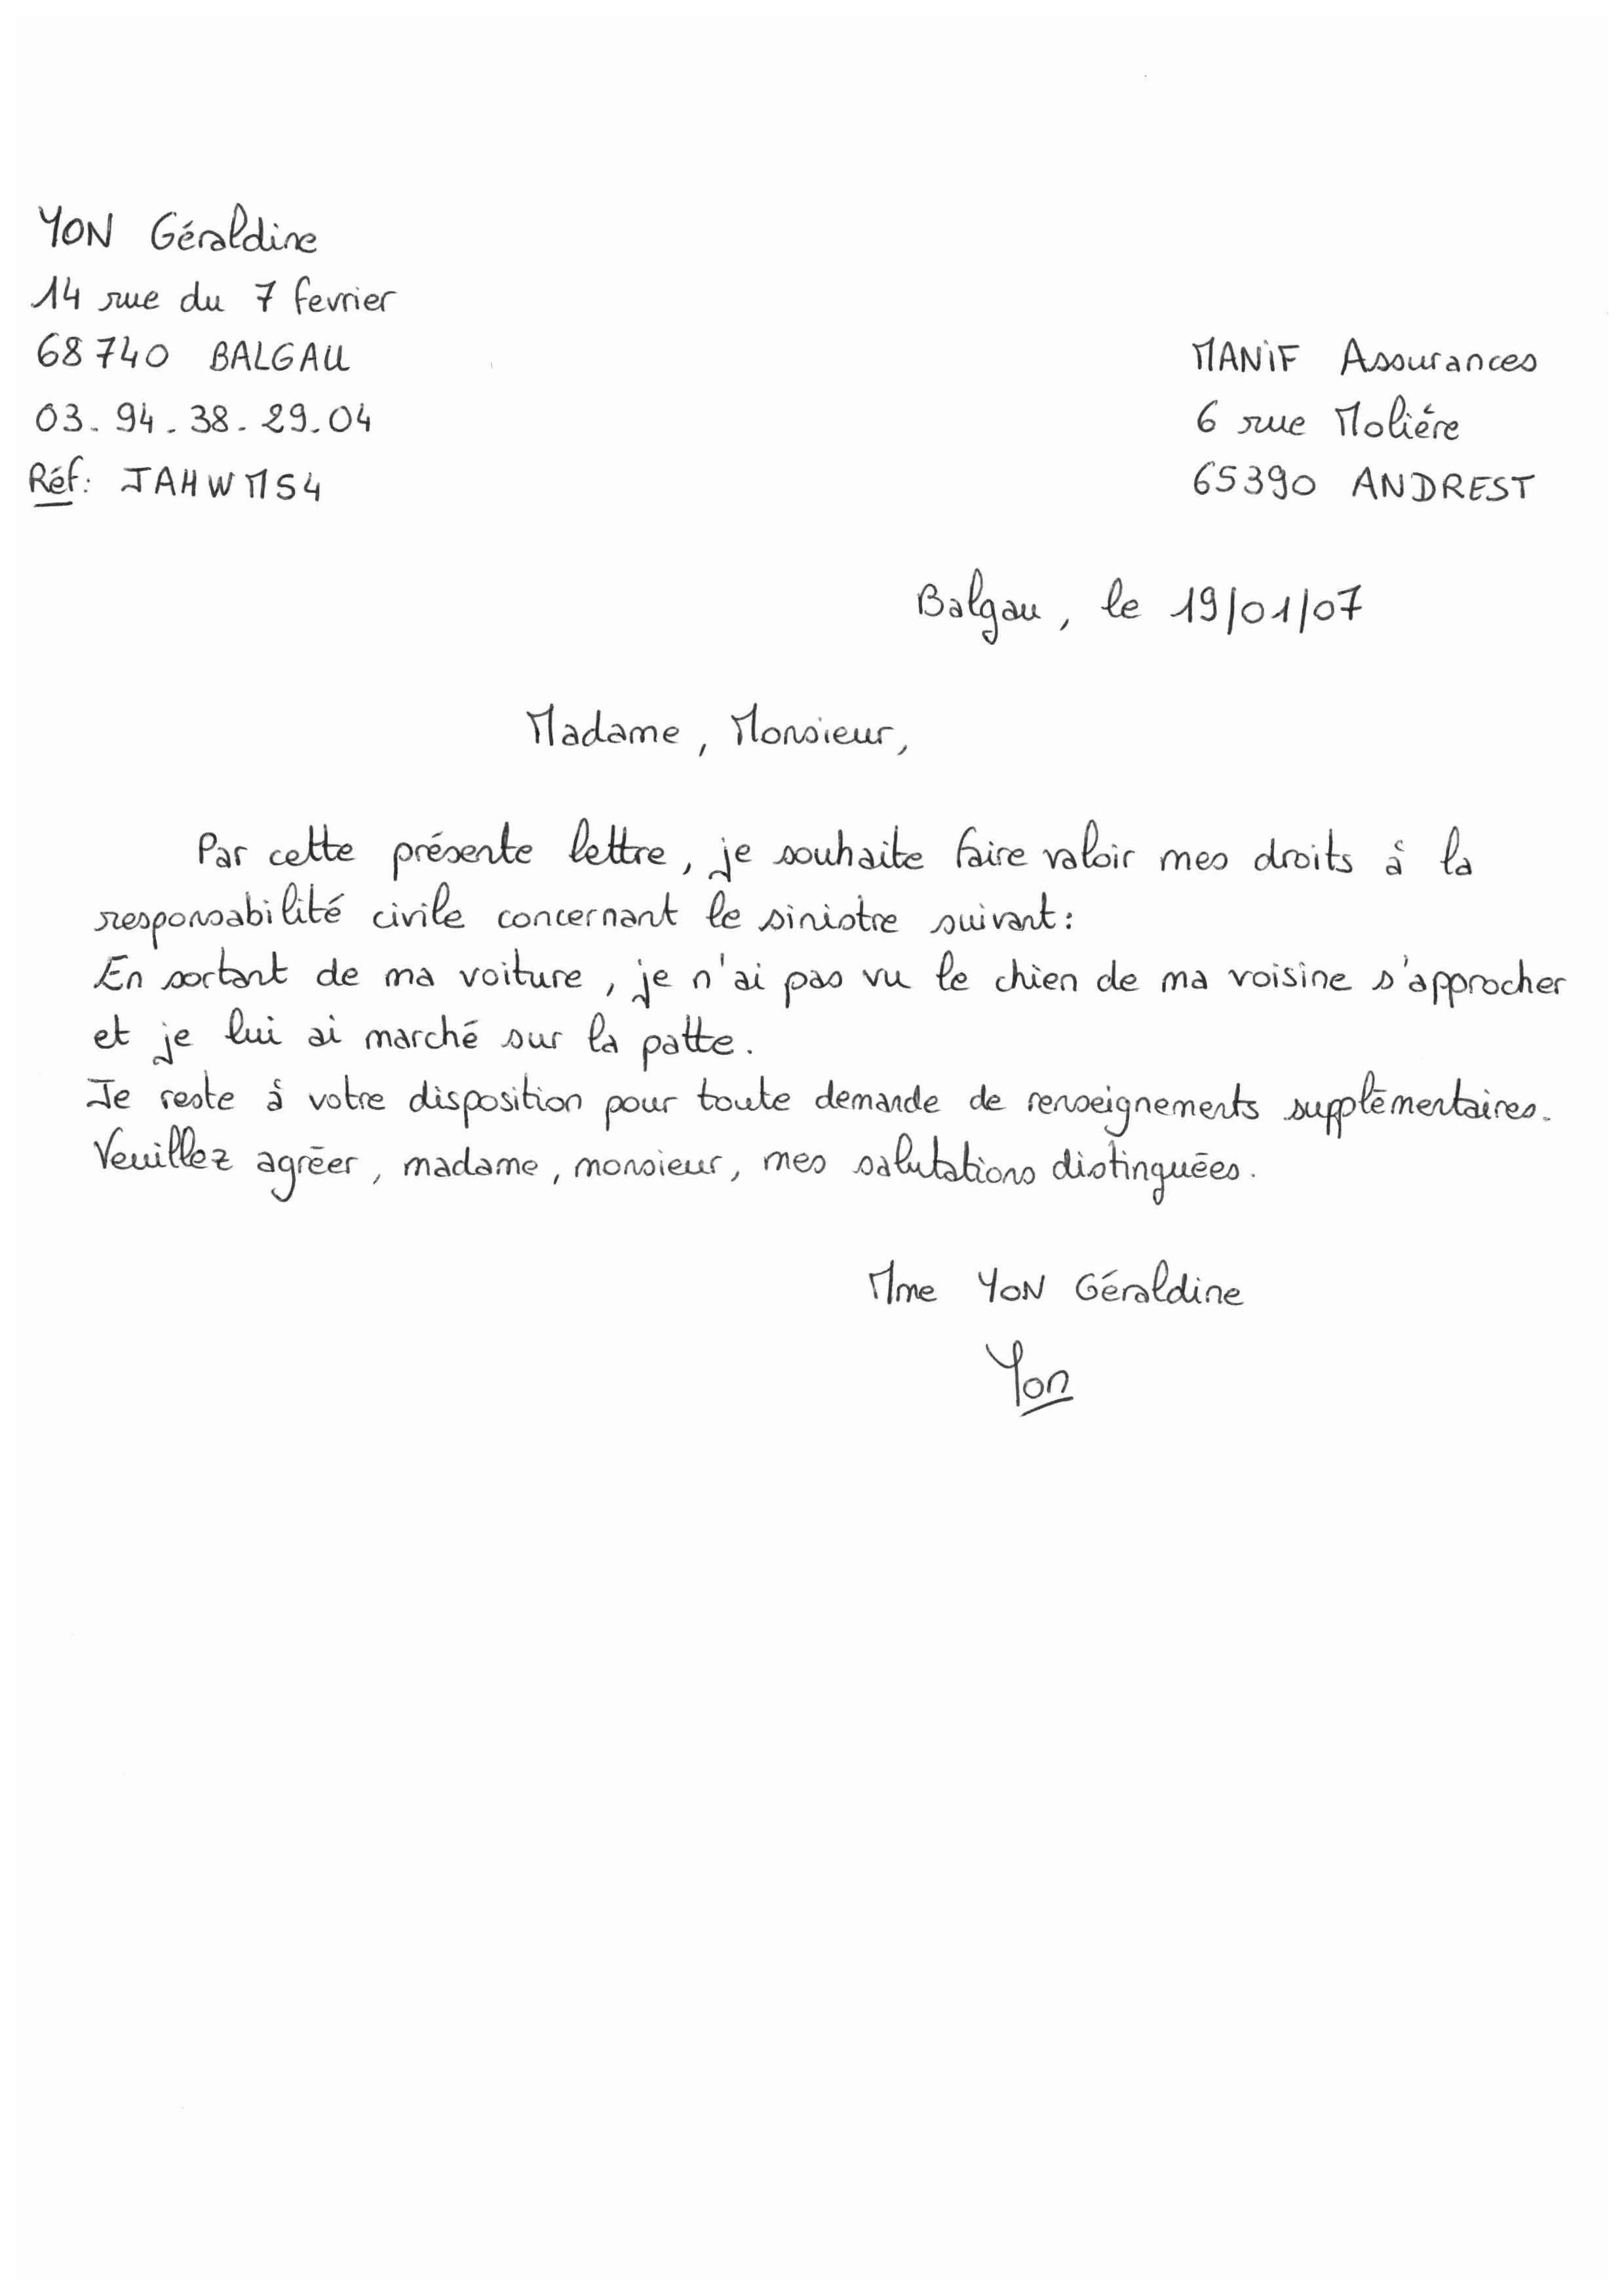 YON Géraldine
14 rue du 7 fevrier
68740 BALGAU
03.94.38.29.04
Réf: JAHWMS4
MANIF Assurances
6 rue Molière
65390 ANDREST
Balgau, le 19/01/07
Madame, Monsieur,
Par cette présente lettre, je souhaite faire valoir mes droits à la
responsabilité civile concernant le sinistre suivant:
En sortant de ma voiture, je n'ai pas vu le chien de ma voisine s'approcher
et je lui ai marché sur la patte.
Je reste à votre disposition pour toute demande de renseignements supplémentaires.
Veuillez agréer, madame, monsieur, mes salutations distinguées.
Mme YON Géraldine
Yon